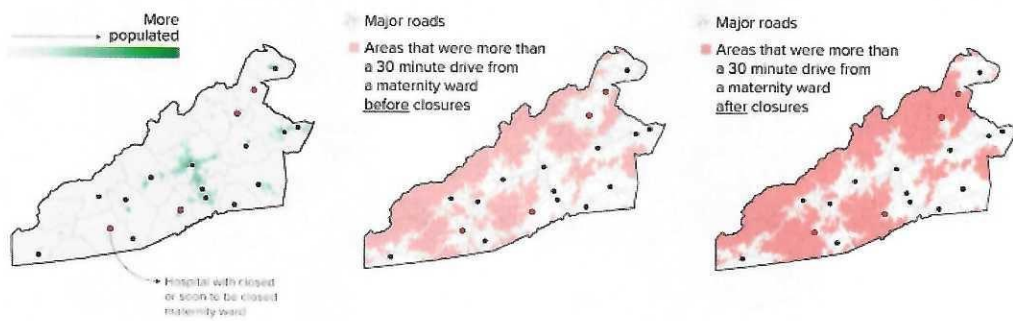 More
populated
Hospital with closed
or soon to be closed
maternity ward
Major roads
Areas that were more than
a 30 minute drive from
a maternity ward
before closures
Major roads
Areas that were more than
a 30 minute drive from
a maternity ward
after closures